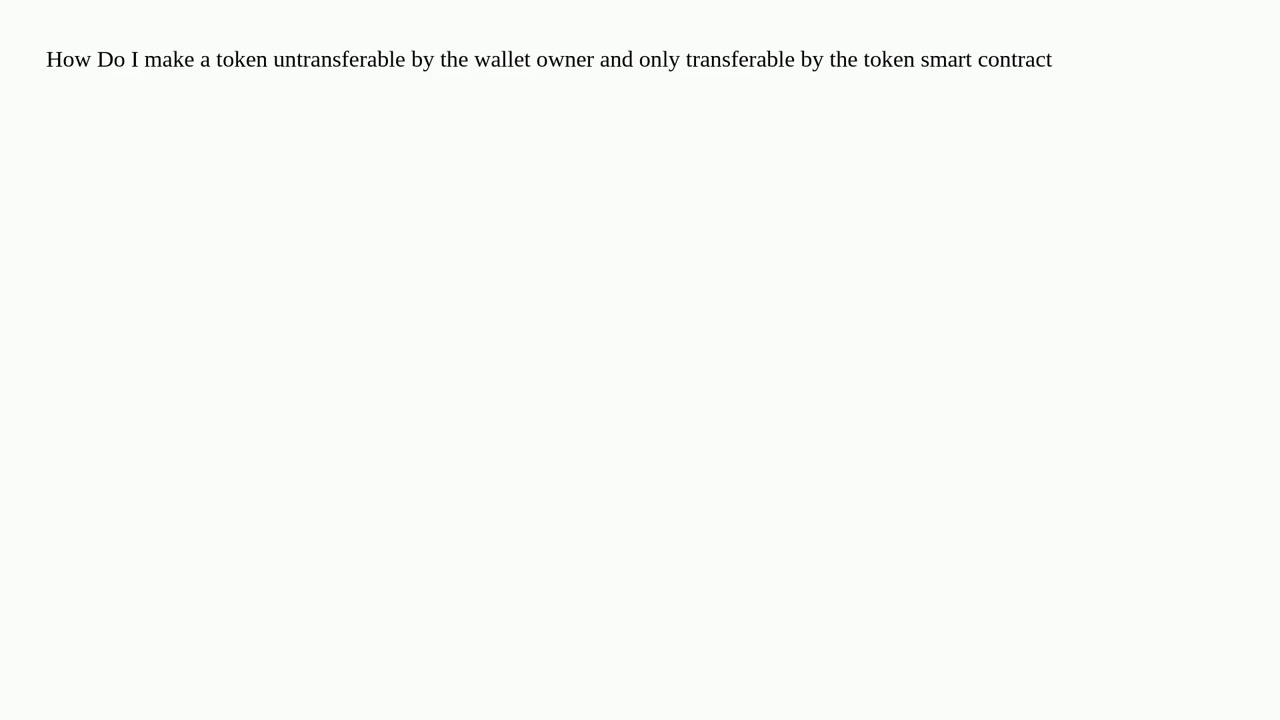 How Do I make a token untransferable by the wallet owner and only transferable by the token smart contract